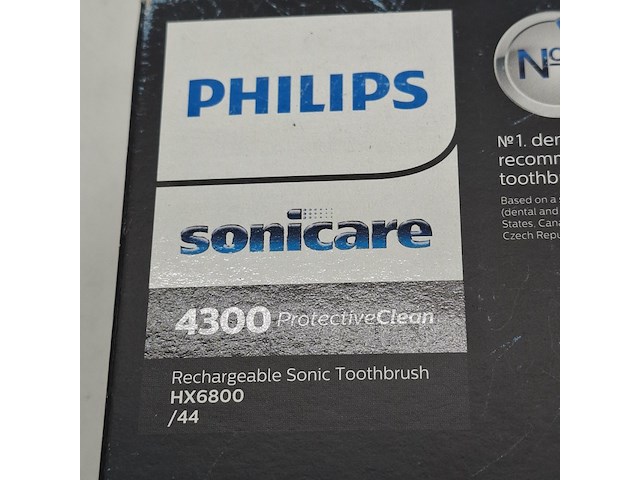 PHILIPS
sonicare
4300 ProtectiveClean
Rechargeable Sonic Toothbrush
HX6800
/44
Nº
Nº1. den
recomm
toothb
Based on a s
(dental and
States, Cana
Czech Repu